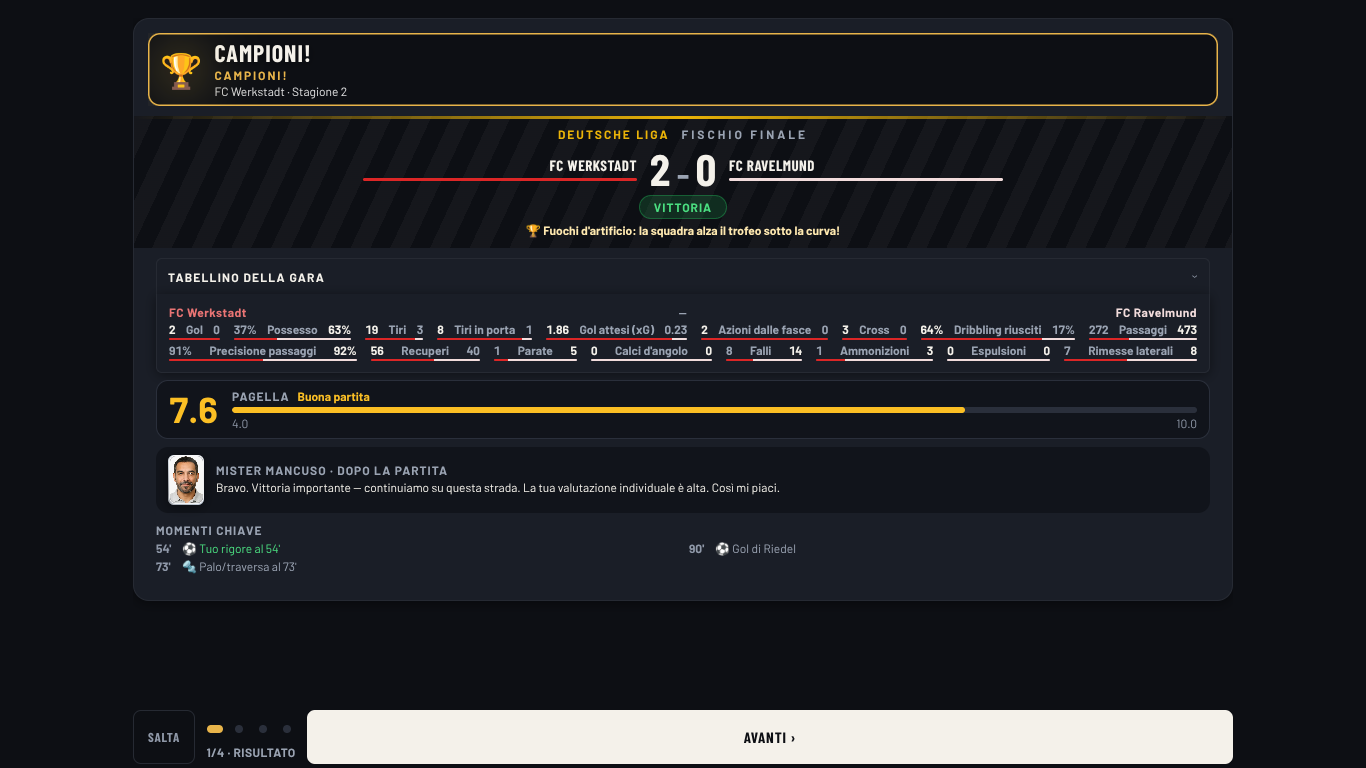 CAMPIONI!
CAMPIONI!
FC Werkstadt · Stagione 2
DEUTSCHE LIGA FISCHIO FINALE
FC WERKSTADT 2 - 0 FC RAVELMUND
VITTORIA
🏆 Fuochi d'artificio: la squadra alza il trofeo sotto la curva!
TABELLINO DELLA GARA
FC Werkstadt — FC Ravelmund
2 Gol 0 37% Possesso 63% 19 Tiri 3 8 Tiri in porta 1 1.86 Gol attesi (xG) 0.23 2 Azioni dalle fasce 0 3 Cross 0 64% Dribbling riusciti 17% 272 Passaggi 473
91% Precisione passaggi 92% 56 Recuperi 40 1 Parate 5 0 Calci d'angolo 0 8 Falli 14 1 Ammonizioni 3 0 Espulsioni 0 7 Rimesse laterali 8
7.6 PAGELLA Buona partita
4.0 10.0
MISTER MANCUSO · DOPO LA PARTITA
Bravo. Vittoria importante — continuiamo su questa strada. La tua valutazione individuale è alta. Così mi piaci.
MOMENTI CHIAVE
54' ⚽ Tuo rigore al 54'
90' ⚽ Gol di Riedel
73' 🔩 Palo/traversa al 73'
SALTA
1/4 · RISULTATO
AVANTI ›